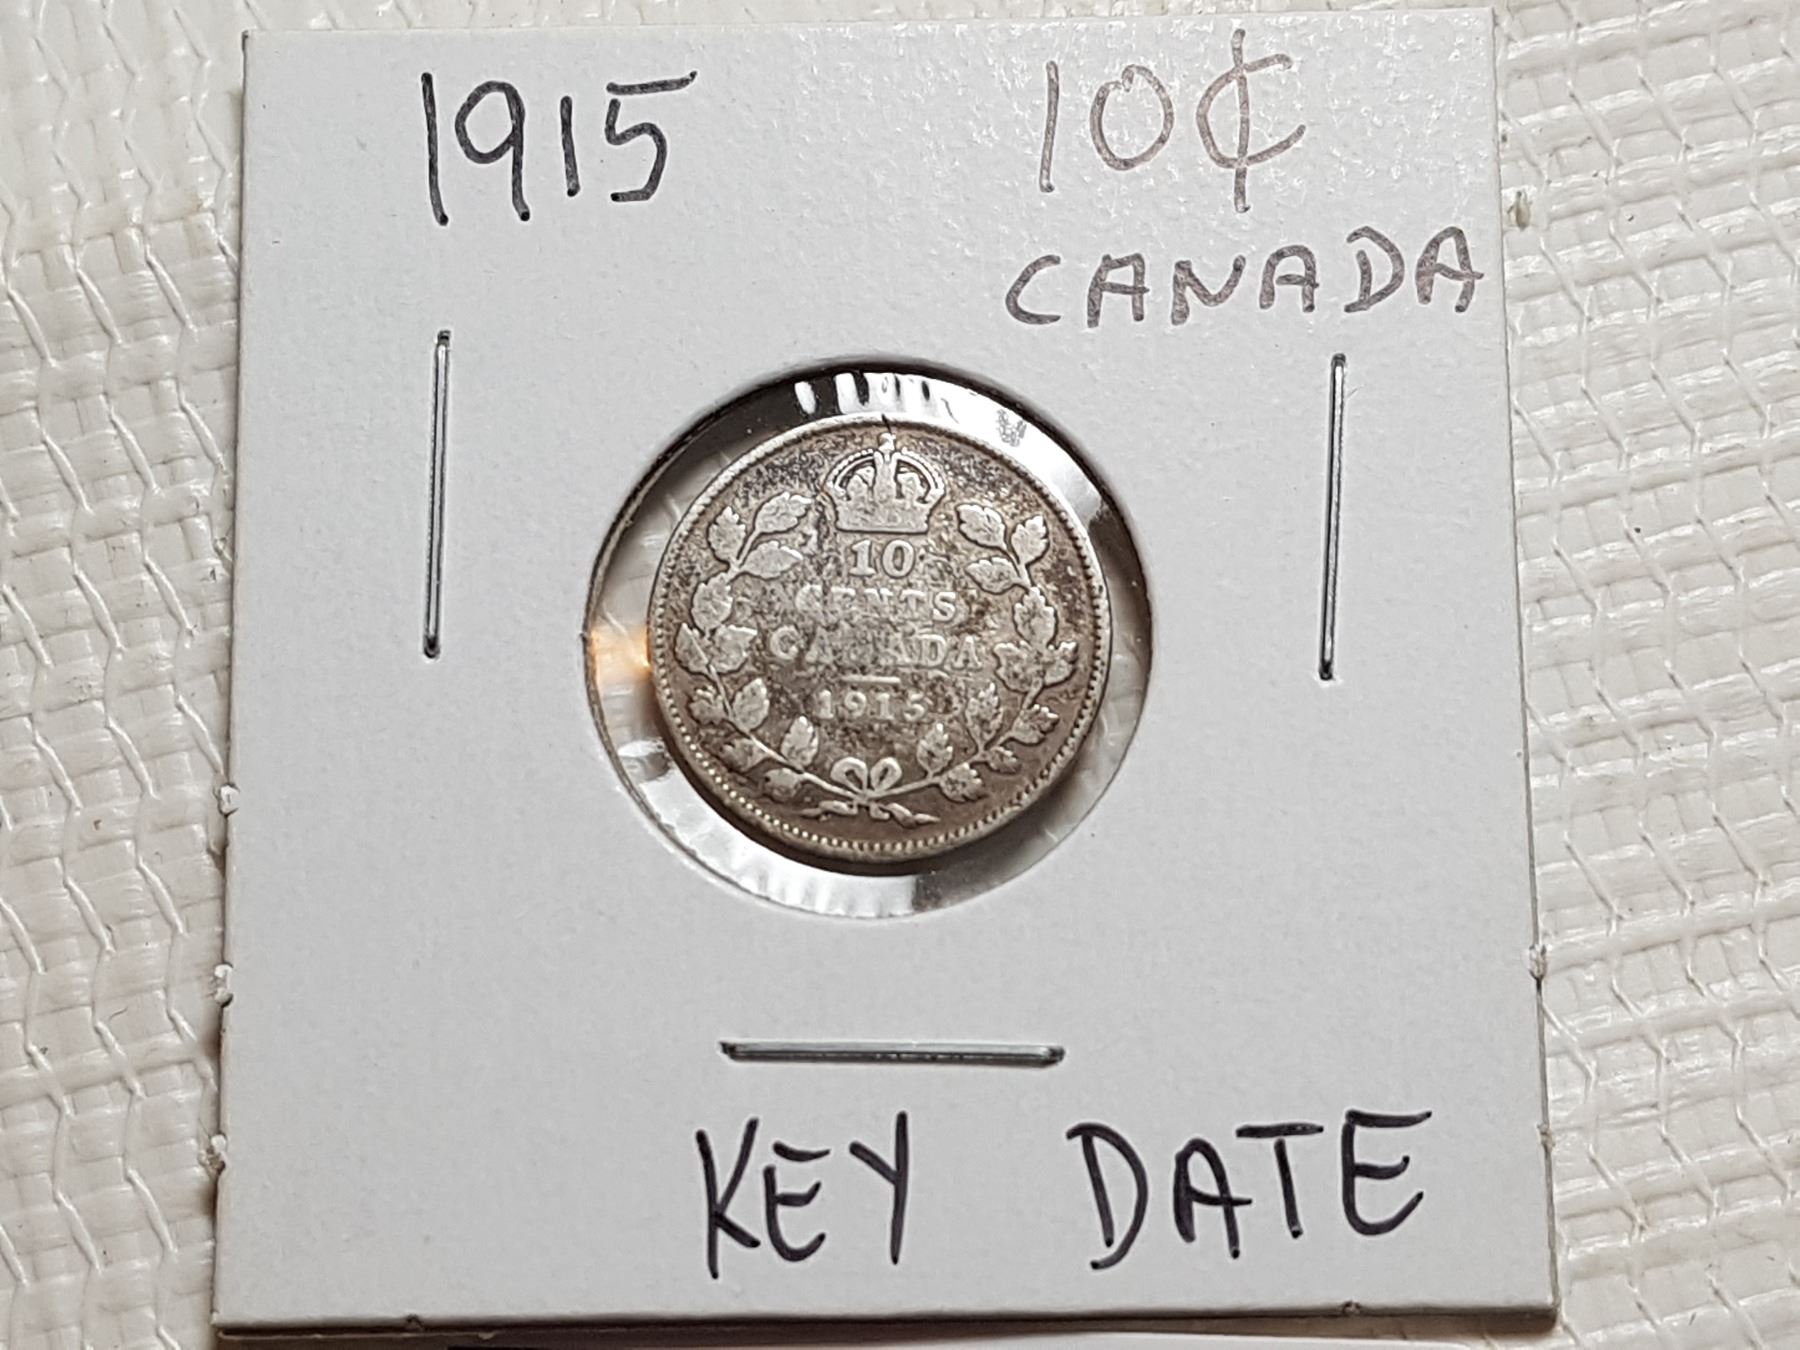 1915 10¢
CANADA
10
CENTS
CANADA
1915
KEY DATE